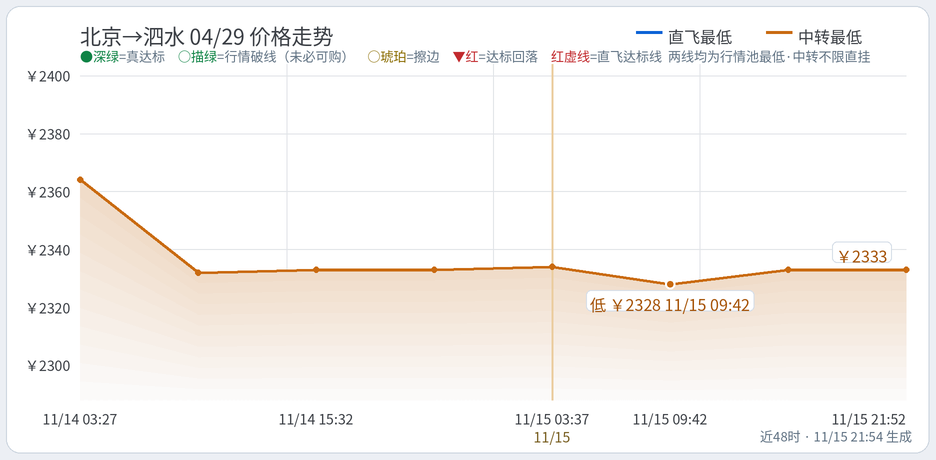 北京→泗水 04/29 价格走势
直飞最低 中转最低
●深绿=真达标 ○描绿=行情破线（未必可购） ○琥珀=擦边 ▼红=达标回落 红虚线=直飞达标线 两线均为行情池最低·中转不限直挂
￥2400
￥2380
￥2360
￥2340
￥2320
￥2300
￥2333
低 ￥2328 11/15 09:42
11/14 03:27 11/14 15:32 11/15 03:37 11/15 09:42 11/15 21:52
11/15
近48时 · 11/15 21:54 生成